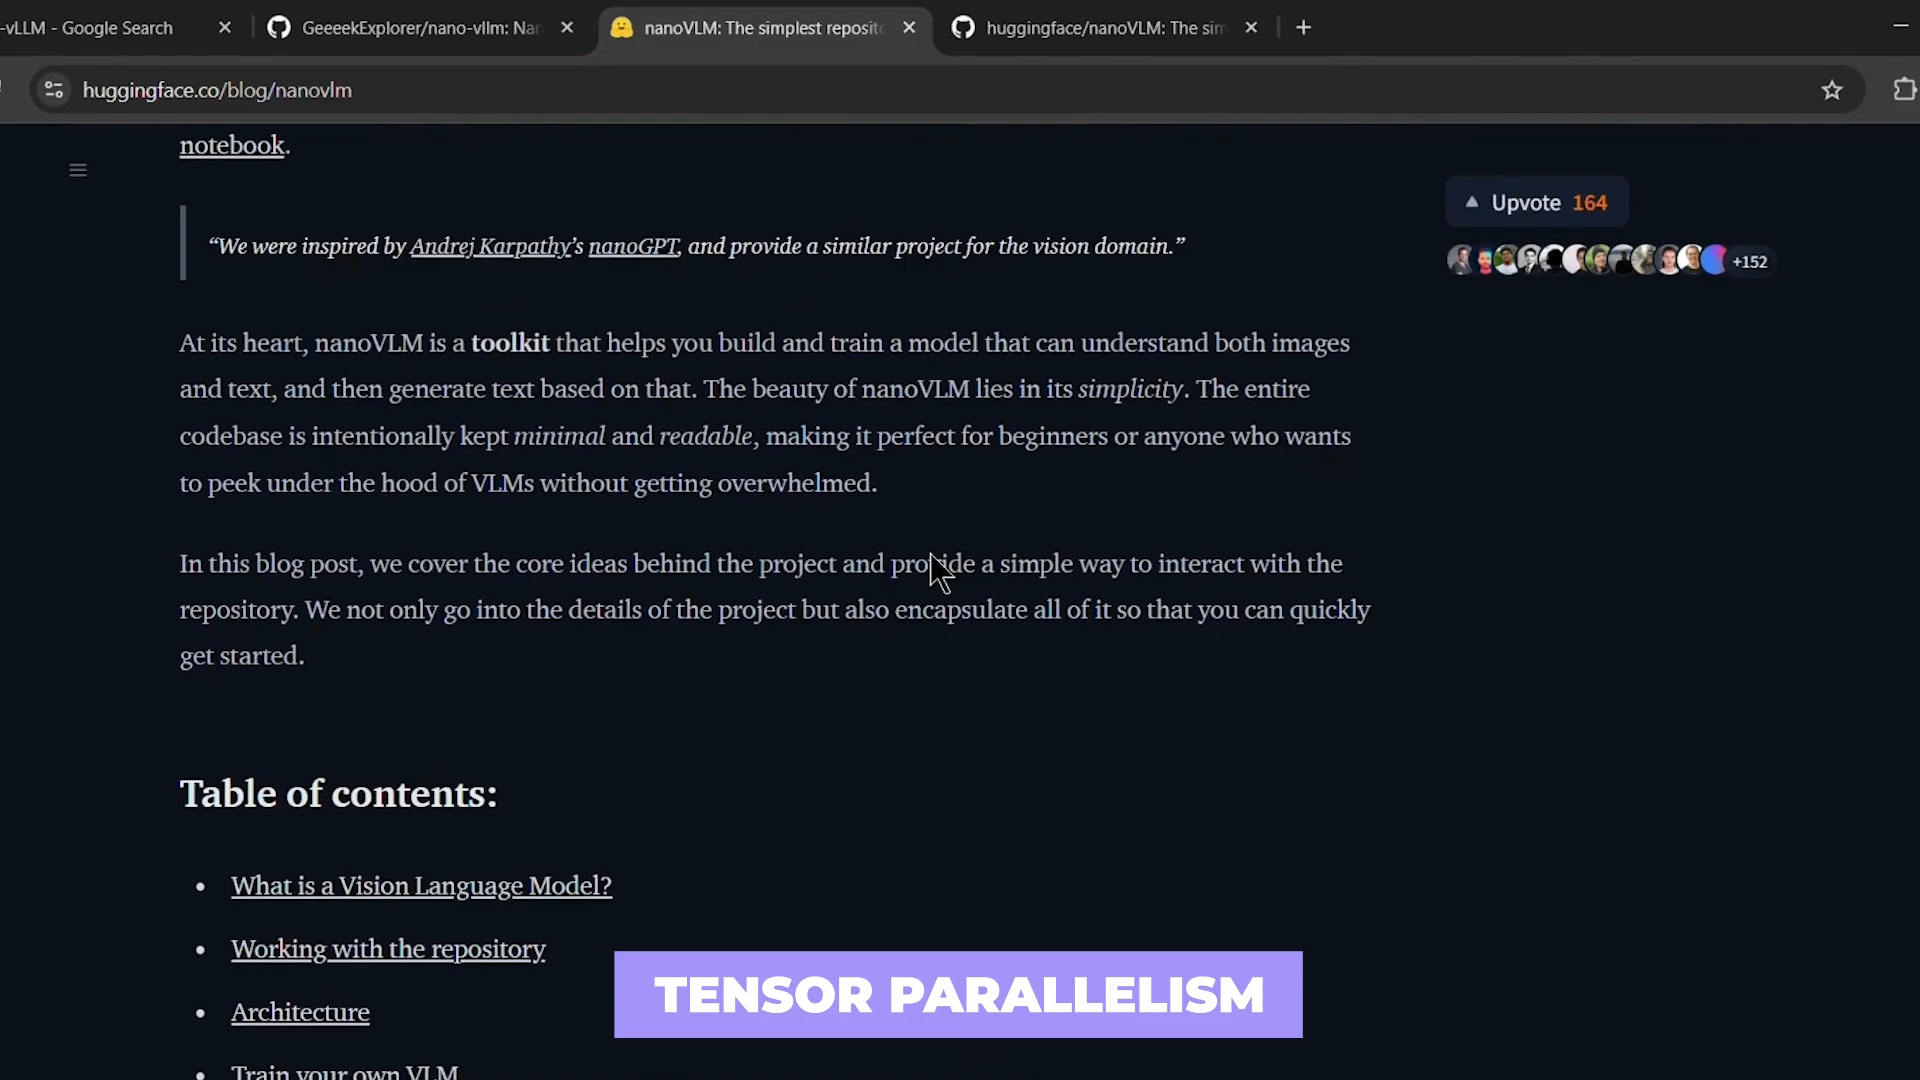 -vLLM - Google Search
GeeeekExplorer/nano-vllm: Nan
nanoVLM: The simplest reposito
huggingface/nanoVLM: The sim
huggingface.co/blog/nanovlm
notebook.
Upvote 164
+152
“We were inspired by Andrej Karpathy’s nanoGPT, and provide a similar project for the vision domain.”
At its heart, nanoVLM is a toolkit that helps you build and train a model that can understand both images
and text, and then generate text based on that. The beauty of nanoVLM lies in its simplicity. The entire
codebase is intentionally kept minimal and readable, making it perfect for beginners or anyone who wants
to peek under the hood of VLMs without getting overwhelmed.
In this blog post, we cover the core ideas behind the project and provide a simple way to interact with the
repository. We not only go into the details of the project but also encapsulate all of it so that you can quickly
get started.
Table of contents:
• What is a Vision Language Model?
• Working with the repository
• Architecture
• Train your own VLM
TENSOR PARALLELISM